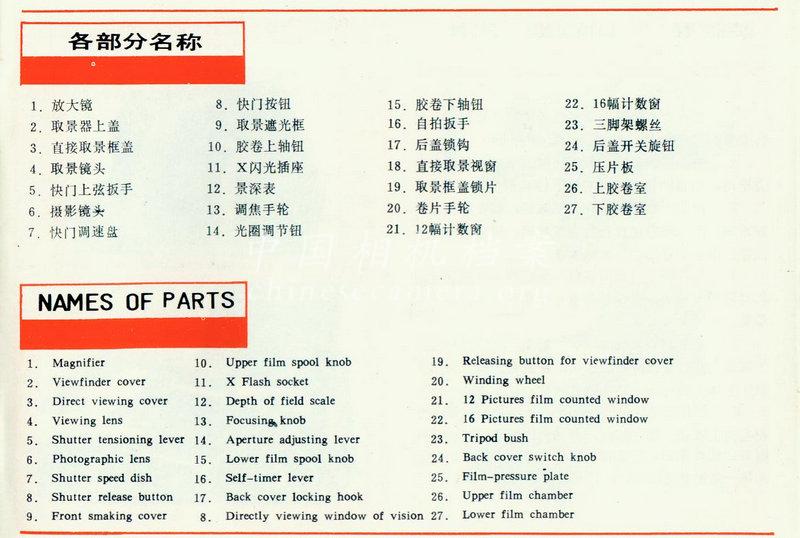 各部分名称
1. 放大镜
2. 取景器上盖
3. 直接取景框盖
4. 取景镜头
5. 快门上弦扳手
6. 摄影镜头
7. 快门调速盘
8. 快门按钮
9. 取景遮光框
10. 胶卷上轴钮
11. X闪光插座
12. 景深表
13. 调焦手轮
14. 光圈调节钮
15. 胶卷下轴钮
16. 自拍扳手
17. 后盖锁钩
18. 直接取景视窗
19. 取景框盖锁片
20. 卷片手轮
21. 12幅计数窗
22. 16幅计数窗
23. 三脚架螺丝
24. 后盖开关旋钮
25. 压片板
26. 上胶卷室
27. 下胶卷室
中国相机档案
chinesecamera.org
NAMES OF PARTS
1. Magnifier
2. Viewfinder cover
3. Direct viewing cover
4. Viewing lens
5. Shutter tensioning lever
6. Photographic lens
7. Shutter speed dish
8. Shutter release button
9. Front smaking cover
10. Upper film spool knob
11. X Flash socket
12. Depth of field scale
13. Focusing knob
14. Aperture adjusting lever
15. Lower film spool knob
16. Self-timer lever
17. Back cover locking hook
8. Directly viewing window of vision
19. Releasing button for viewfinder cover
20. Winding wheel
21. 12 Pictures film counted window
22. 16 Pictures film counted window
23. Tripod bush
24. Back cover switch knob
25. Film-pressure plate
26. Upper film chamber
27. Lower film chamber